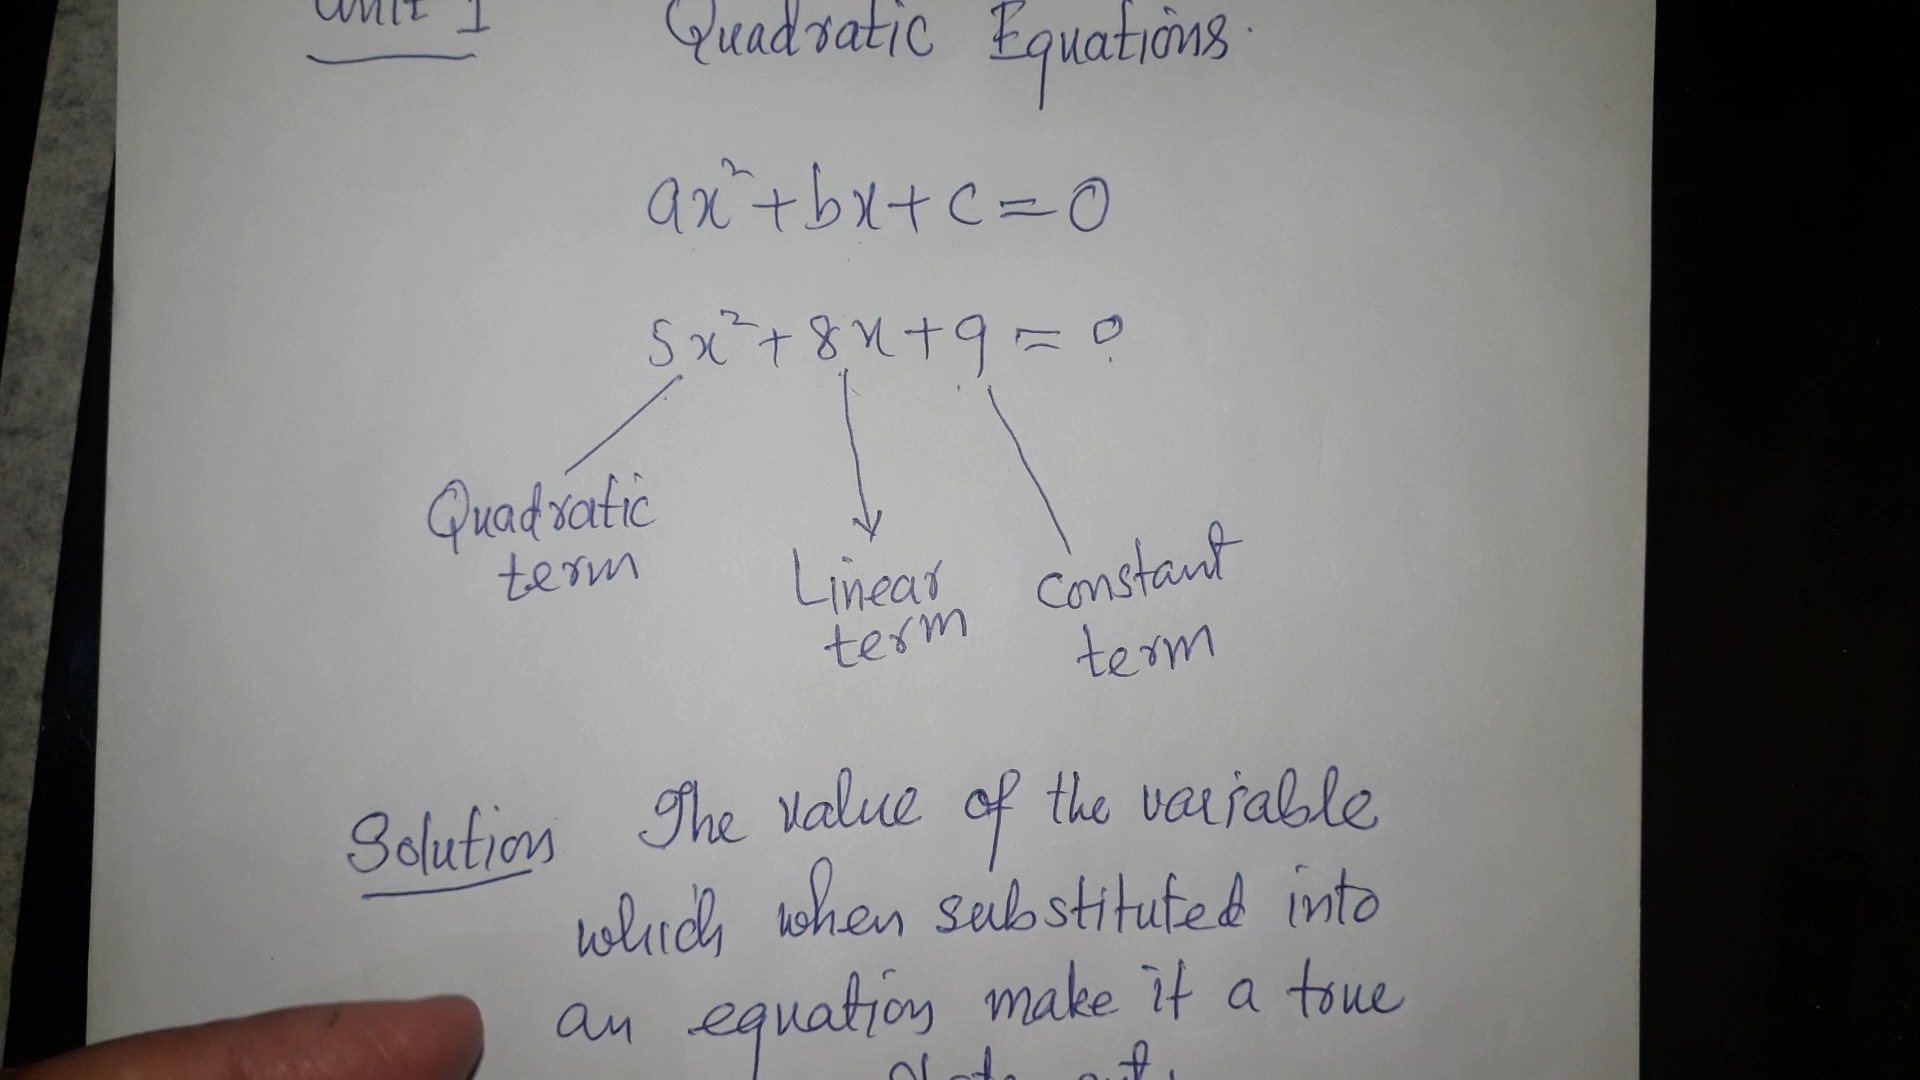 Unit 1 Quadratic Equations.
ax²+bx+c=0
5x²+8x+9=0
Quadratic
term
Linear
term
constant
term
Solution The value of the variable
which when substituted into
an equation make it a true